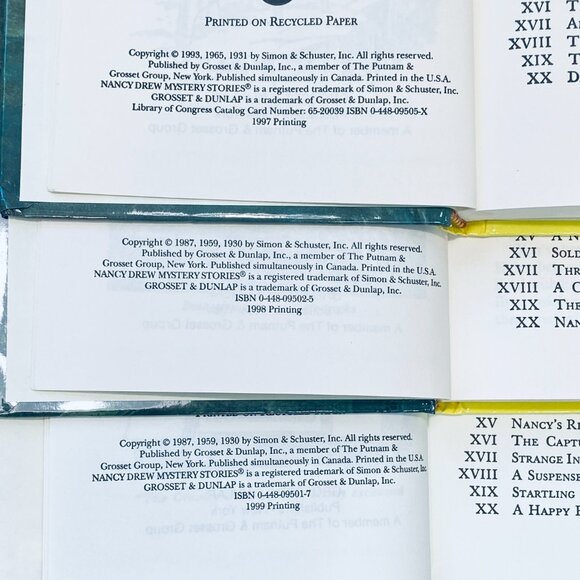 PRINTED ON RECYCLED PAPER
Copyright © 1993, 1965, 1931 by Simon & Schuster, Inc. All rights reserved.
Published by Grosset & Dunlap, Inc., a member of The Putnam &
Grosset Group, New York. Published simultaneously in Canada. Printed in the U.S.A.
NANCY DREW MYSTERY STORIES® is a registered trademark of Simon & Schuster, Inc.
GROSSET & DUNLAP is a trademark of Grosset & Dunlap, Inc.
Library of Congress Catalog Card Number: 65-20039 ISBN 0-448-09505-X
1997 Printing
XVI
XVII
XVIII
XIX
XX
Copyright © 1987, 1959, 1930 by Simon & Schuster, Inc. All rights reserved.
Published by Grosset & Dunlap, Inc., a member of The Putnam &
Grosset Group, New York. Published simultaneously in Canada. Printed in the U.S.A.
NANCY DREW MYSTERY STORIES® is a registered trademark of Simon & Schuster, Inc.
GROSSET & DUNLAP is a trademark of Grosset & Dunlap, Inc.
ISBN 0-448-09502-5
1998 Printing
XV A
XVI
XVII
XVIII A
XIX THE
XX
PRINTED ON
Copyright © 1987, 1959, 1930 by Simon & Schuster, Inc. All rights reserved.
Published by Grosset & Dunlap, Inc., a member of The Putnam &
Grosset Group, New York. Published simultaneously in Canada. Printed in the U.S.A.
NANCY DREW MYSTERY STORIES® is a registered trademark of Simon & Schuster, Inc.
GROSSET & DUNLAP is a trademark of Grosset & Dunlap, Inc.
ISBN 0-448-09501-7
1999 Printing
XV NANCY'S
XVI THE
XVII STRANGE
XVIII A SUSPENSE
XIX STARTLING
XX A HAPPY